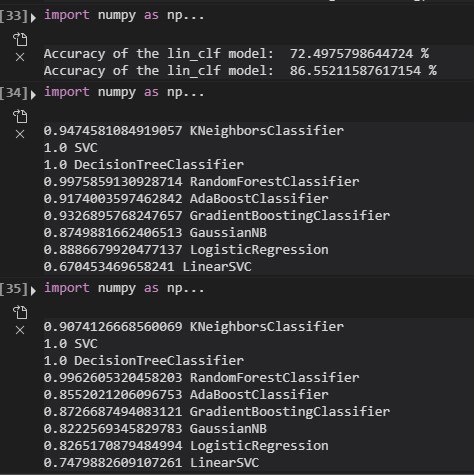 [33] import numpy as np...
Accuracy of the lin_clf model:  72.4975798644724 %
Accuracy of the lin_clf model:  86.55211587617154 %
[34] import numpy as np...
0.9474581084919057 KNeighborsClassifier
1.0 SVC
1.0 DecisionTreeClassifier
0.9975859130928714 RandomForestClassifier
0.9174003597462842 AdaBoostClassifier
0.9326895768247657 GradientBoostingClassifier
0.8749881662406513 GaussianNB
0.8886679920477137 LogisticRegression
0.670453469658241 LinearSVC
[35] import numpy as np...
0.9074126668560069 KNeighborsClassifier
1.0 SVC
1.0 DecisionTreeClassifier
0.9962605320458203 RandomForestClassifier
0.8552021206096753 AdaBoostClassifier
0.8726687494083121 GradientBoostingClassifier
0.8222569345829783 GaussianNB
0.8265170879484994 LogisticRegression
0.7479882609107261 LinearSVC